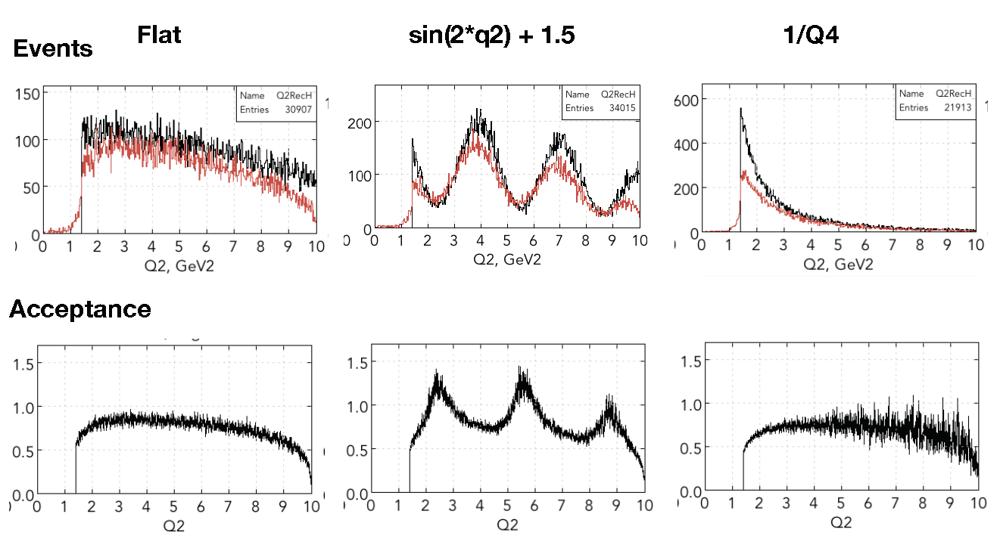 Flat
sin(2*q2) + 1.5
1/Q4
Events
150
100
50
0
Name Q2RecH
Entries 30907
0 1 2 3 4 5 6 7 8 9 10
Q2, GeV2
200
100
0
Name Q2RecH
Entries 34015
0 1 2 3 4 5 6 7 8 9 10
Q2, GeV2
600
400
200
0
Name Q2RecH
Entries 21913
0 1 2 3 4 5 6 7 8 9 10
Q2, GeV2
Acceptance
1.5
1.0
0.5
0.0
0 1 2 3 4 5 6 7 8 9 10
Q2
1.5
1.0
0.5
0.0
0 1 2 3 4 5 6 7 8 9 10
Q2
1.5
1.0
0.5
0.0
0 1 2 3 4 5 6 7 8 9 10
Q2